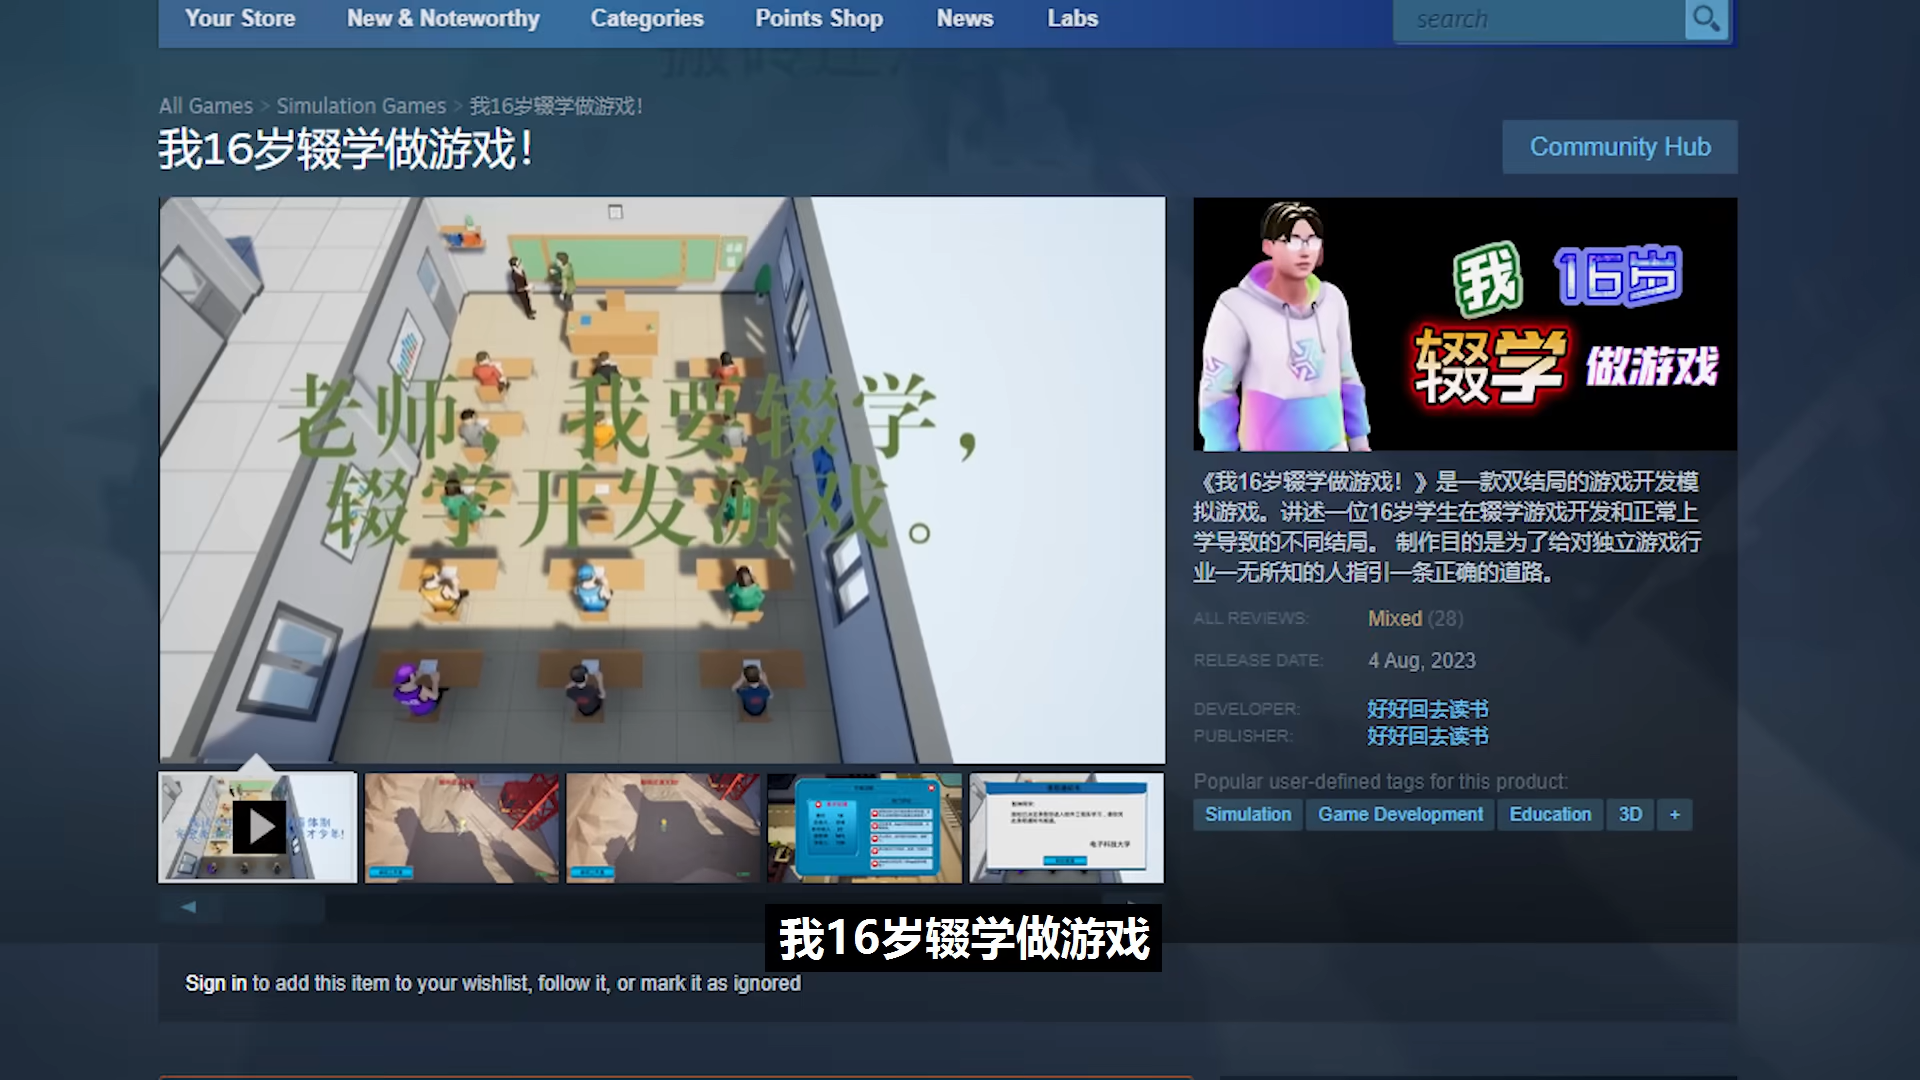 Your Store
New & Noteworthy
Categories
Points Shop
News
Labs
search
All Games > Simulation Games > 我16岁辍学做游戏!
我16岁辍学做游戏!
Community Hub
老师，我要辍学，
辍学开发游戏。
我 16岁
辍学 做游戏
《我16岁辍学做游戏！》是一款双结局的游戏开发模
拟游戏。讲述一位16岁学生在辍学游戏开发和正常上
学导致的不同结局。 制作目的是为了给对独立游戏行
业一无所知的人指引一条正确的道路。
ALL REVIEWS: Mixed (28)
RELEASE DATE: 4 Aug, 2023
DEVELOPER: 好好回去读书
PUBLISHER: 好好回去读书
Popular user-defined tags for this product:
Simulation
Game Development
Education
3D
+
电子科技大学
我16岁辍学做游戏
Sign in to add this item to your wishlist, follow it, or mark it as ignored